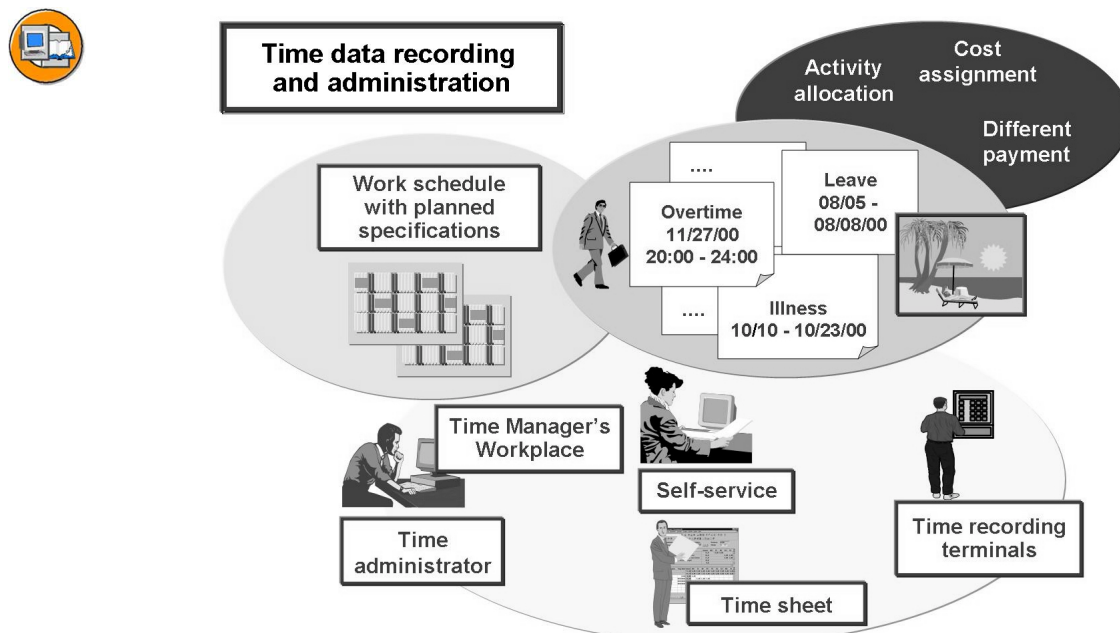 Time data recording
and administration
Cost
assignment
Activity
allocation
Different
payment
Work schedule
with planned
specifications
....
Leave
08/05 -
08/08/00
Overtime
11/27/00
20:00 - 24:00
....
Illness
10/10 - 10/23/00
Time Manager’s
Workplace
Self-service
Time
administrator
Time recording
terminals
Time sheet